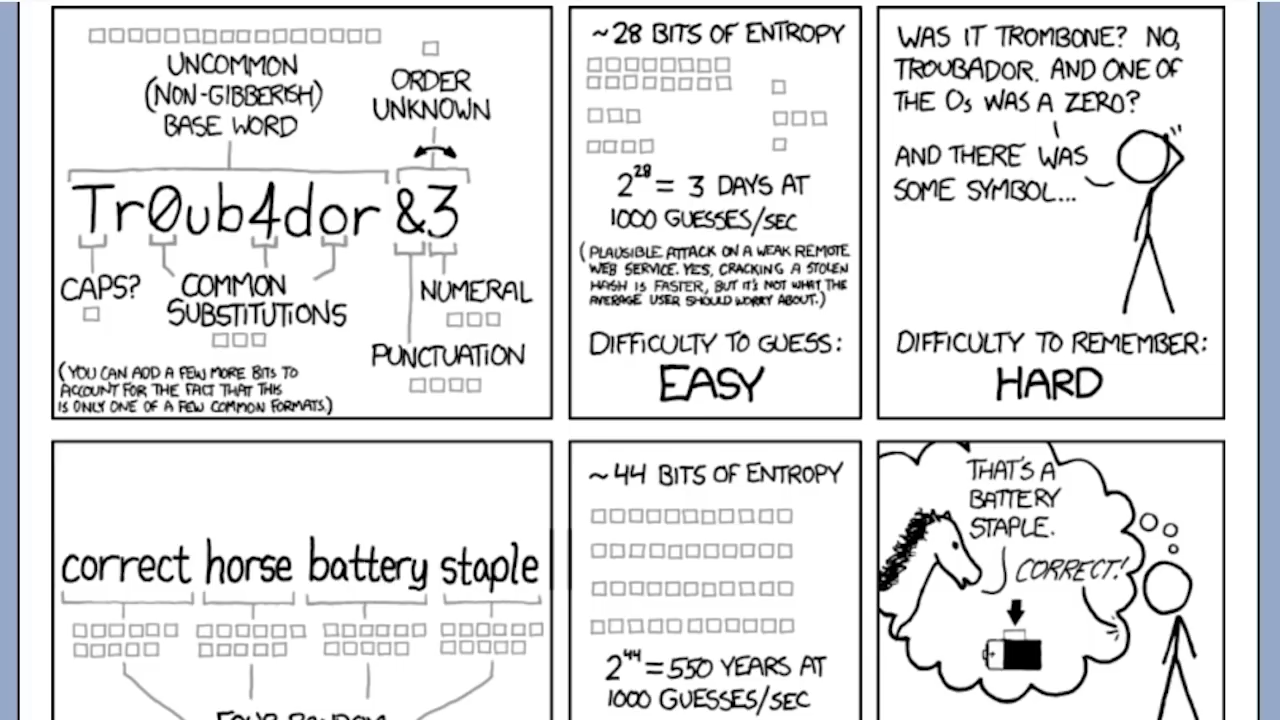 UNCOMMON
(NON-GIBBERISH)
BASE WORD
ORDER
UNKNOWN
Tr0ub4dor &3
CAPS?
COMMON
SUBSTITUTIONS
NUMERAL
PUNCTUATION
(YOU CAN ADD A FEW MORE BITS TO
ACCOUNT FOR THE FACT THAT THIS
IS ONLY ONE OF A FEW COMMON FORMATS.)
~28 BITS OF ENTROPY
2^28 = 3 DAYS AT
1000 GUESSES/SEC
(PLAUSIBLE ATTACK ON A WEAK REMOTE
WEB SERVICE. YES, CRACKING A STOLEN
HASH IS FASTER, BUT IT'S NOT WHAT THE
AVERAGE USER SHOULD WORRY ABOUT.)
DIFFICULTY TO GUESS:
EASY
WAS IT TROMBONE? NO,
TROUBADOR. AND ONE OF
THE Os WAS A ZERO?
AND THERE WAS
SOME SYMBOL...
DIFFICULTY TO REMEMBER:
HARD
correct horse battery staple
FOUR RANDOM
~44 BITS OF ENTROPY
2^44 = 550 YEARS AT
1000 GUESSES/SEC
THAT'S A
BATTERY
STAPLE.
CORRECT!